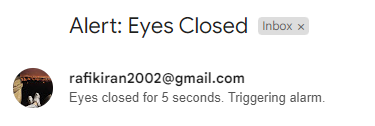 Alert: Eyes Closed Inbox ×
rafikiran2002@gmail.com
Eyes closed for 5 seconds. Triggering alarm.